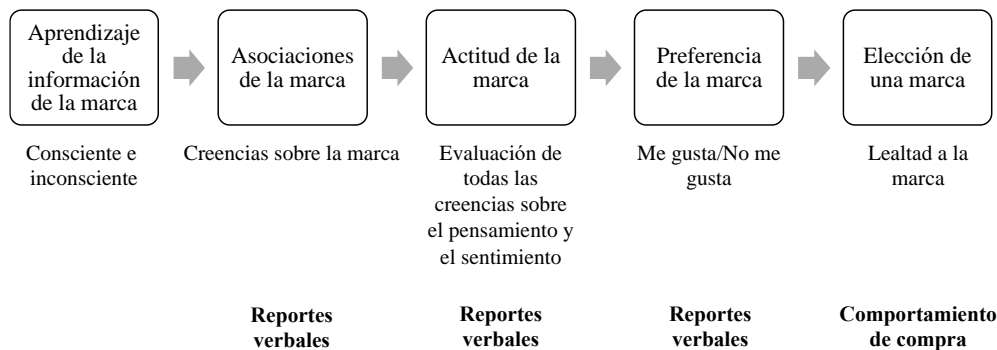 Aprendizaje
de la
información
de la marca
Asociaciones
de la marca
Actitud de la
marca
Preferencia
de la marca
Elección de
una marca
Consciente e
inconsciente
Creencias sobre la marca
Evaluación de
todas las
creencias sobre
el pensamiento y
el sentimiento
Me gusta/No me
gusta
Lealtad a la
marca
Reportes
verbales
Reportes
verbales
Reportes
verbales
Comportamiento
de compra